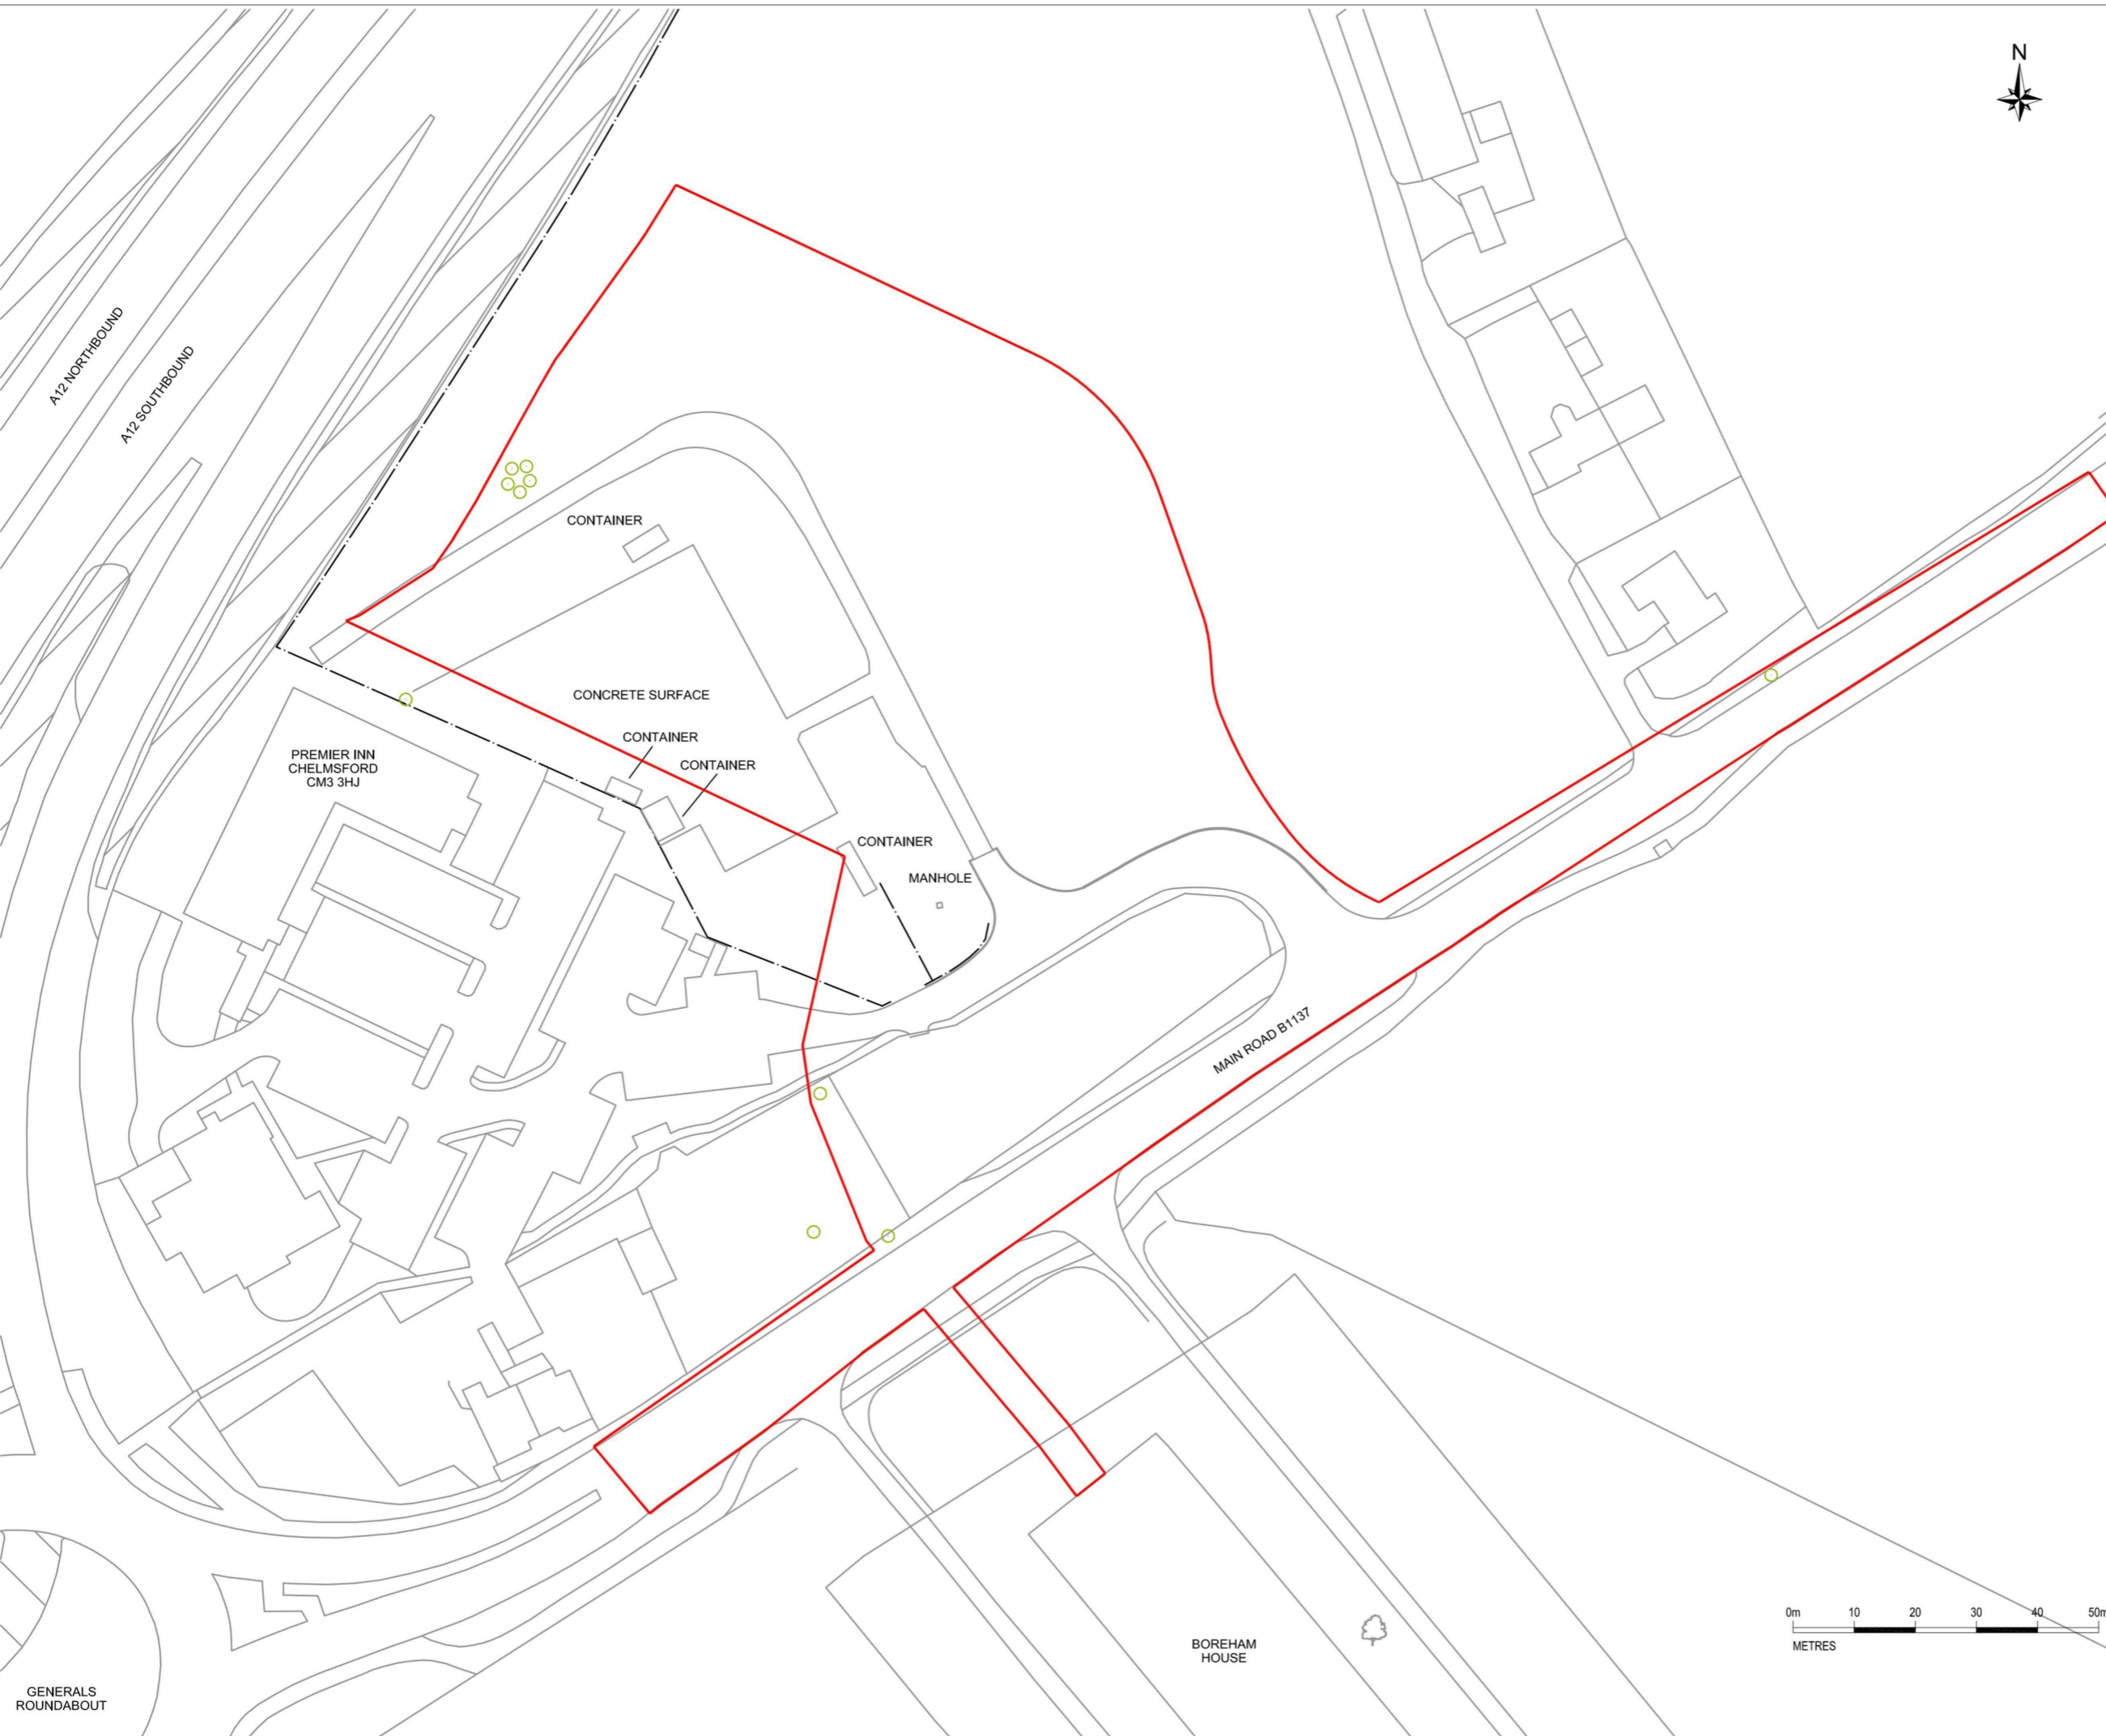 N
A12 NORTHBOUND
A12 SOUTHBOUND
CONTAINER
CONCRETE SURFACE
CONTAINER
CONTAINER
PREMIER INN
CHELMSFORD
CM3 3HJ
CONTAINER
MANHOLE
MAIN ROAD B1137
0m 10 20 30 40 50m
METRES
BOREHAM
HOUSE
GENERALS
ROUNDABOUT